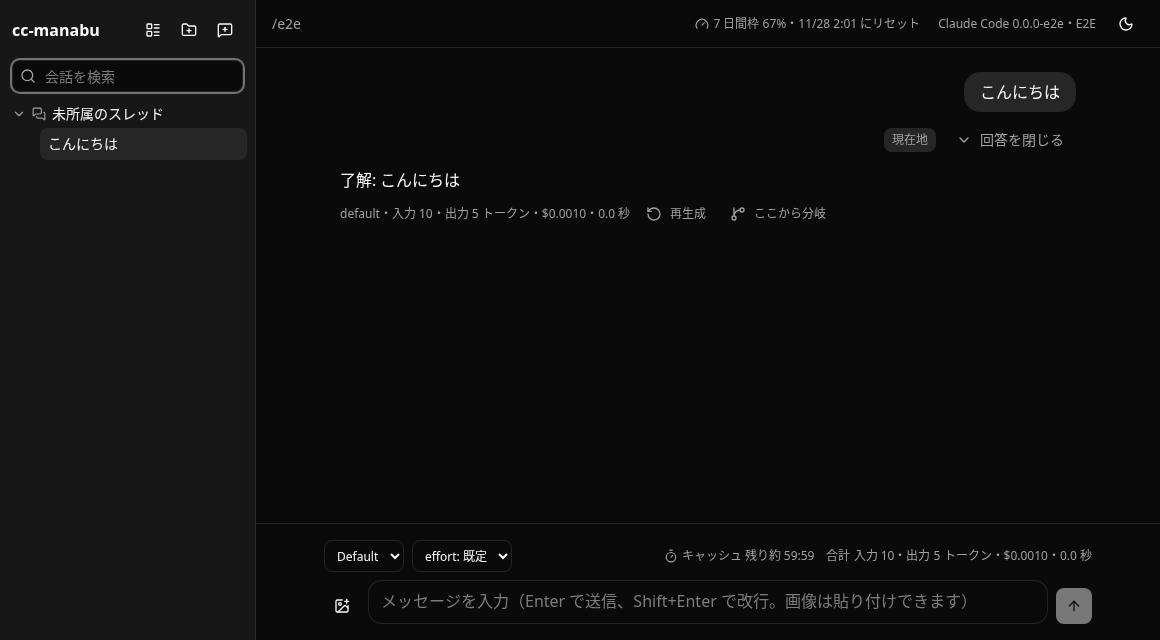 cc-manabu
会話を検索
未所属のスレッド
こんにちは
/e2e
7 日間枠 67%・11/28 2:01 にリセット
Claude Code 0.0.0-e2e・E2E
こんにちは
現在地
回答を閉じる
了解: こんにちは
default・入力 10・出力 5 トークン・$0.0010・0.0 秒
再生成
ここから分岐
Default
effort: 既定
キャッシュ 残り約 59:59
合計 入力 10・出力 5 トークン・$0.0010・0.0 秒
メッセージを入力（Enter で送信、Shift+Enter で改行。画像は貼り付けできます）